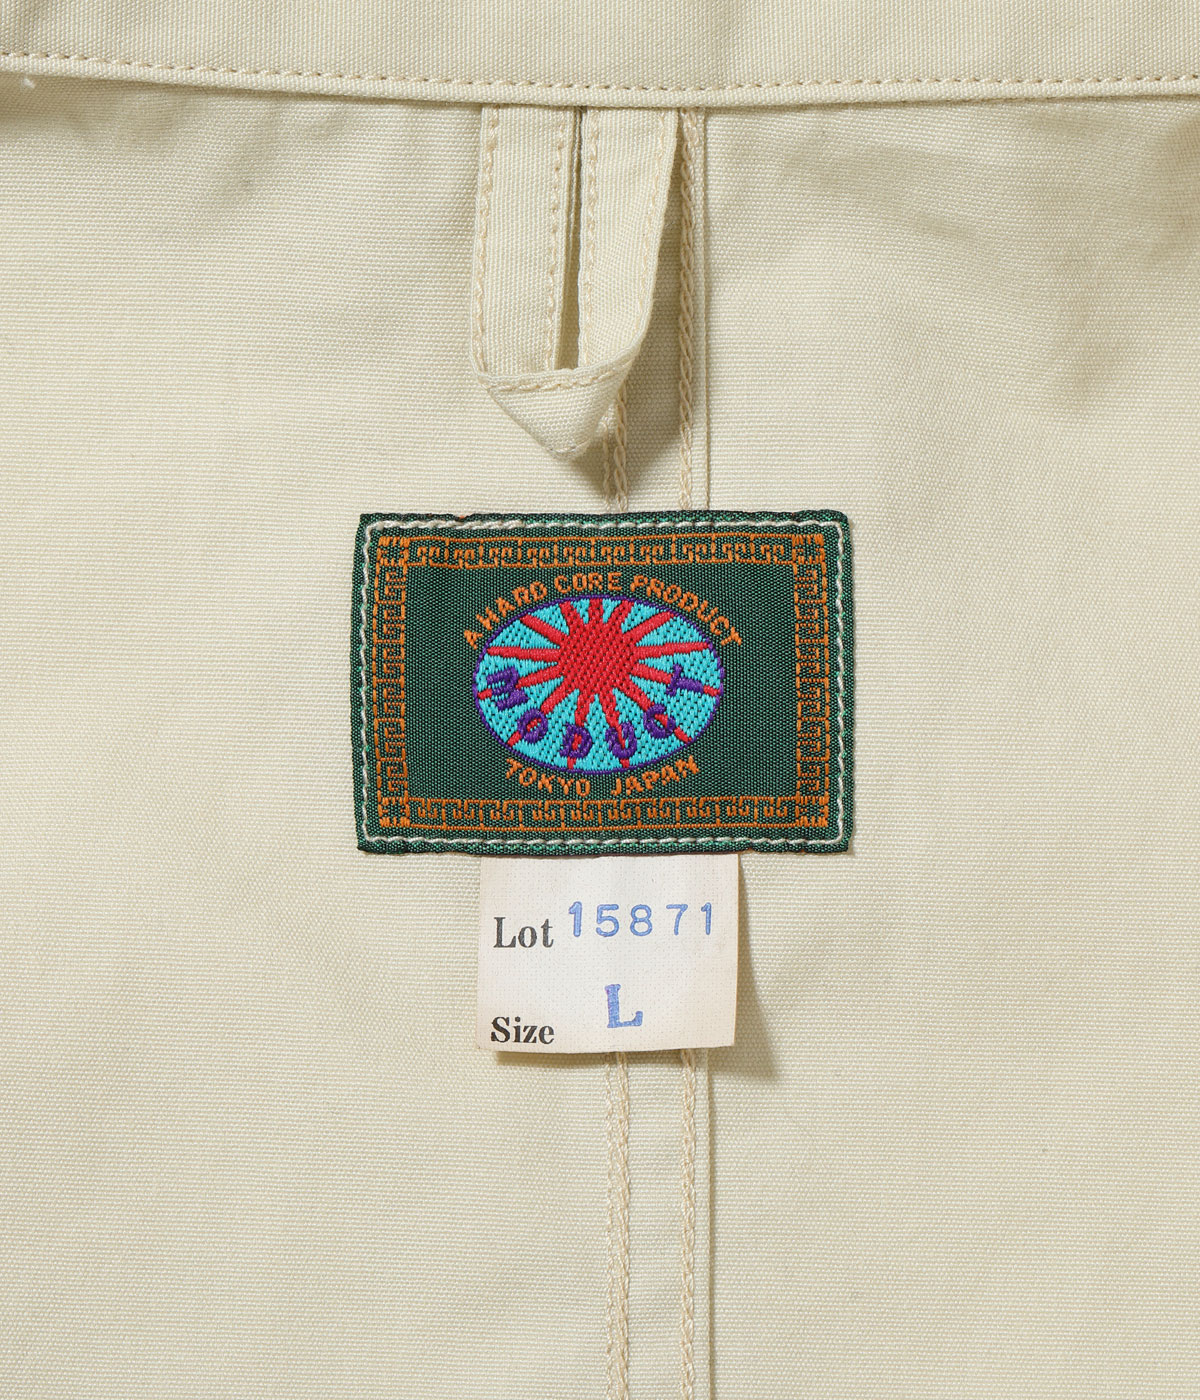 A HARD CORE PRODUCT
MODUCT
TOKYO JAPAN
Lot 15871
Size L